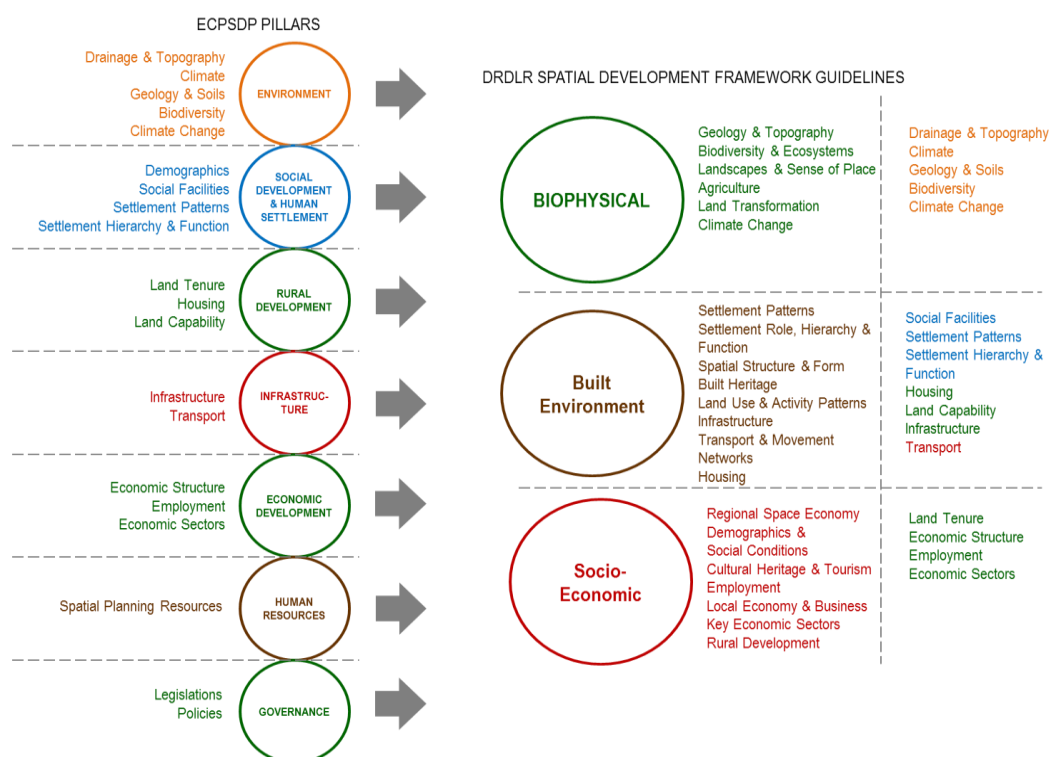 ECPSDP PILLARS
Drainage & Topography
Climate
Geology & Soils
Biodiversity
Climate Change
ENVIRONMENT
Demographics
Social Facilities
Settlement Patterns
Settlement Hierarchy & Function
SOCIAL
DEVELOPMENT
& HUMAN
SETTLEMENT
Land Tenure
Housing
Land Capability
RURAL
DEVELOPMENT
Infrastructure
Transport
INFRASTRUC-
TURE
Economic Structure
Employment
Economic Sectors
ECONOMIC
DEVELOPMENT
Spatial Planning Resources
HUMAN
RESOURCES
Legislations
Policies
GOVERNANCE
DRDLR SPATIAL DEVELOPMENT FRAMEWORK GUIDELINES
BIOPHYSICAL
Geology & Topography
Biodiversity & Ecosystems
Landscapes & Sense of Place
Agriculture
Land Transformation
Climate Change
Drainage & Topography
Climate
Geology & Soils
Biodiversity
Climate Change
Built
Environment
Settlement Patterns
Settlement Role, Hierarchy &
Function
Spatial Structure & Form
Built Heritage
Land Use & Activity Patterns
Infrastructure
Transport & Movement
Networks
Housing
Social Facilities
Settlement Patterns
Settlement Hierarchy &
Function
Housing
Land Capability
Infrastructure
Transport
Socio-
Economic
Regional Space Economy
Demographics &
Social Conditions
Cultural Heritage & Tourism
Employment
Local Economy & Business
Key Economic Sectors
Rural Development
Land Tenure
Economic Structure
Employment
Economic Sectors